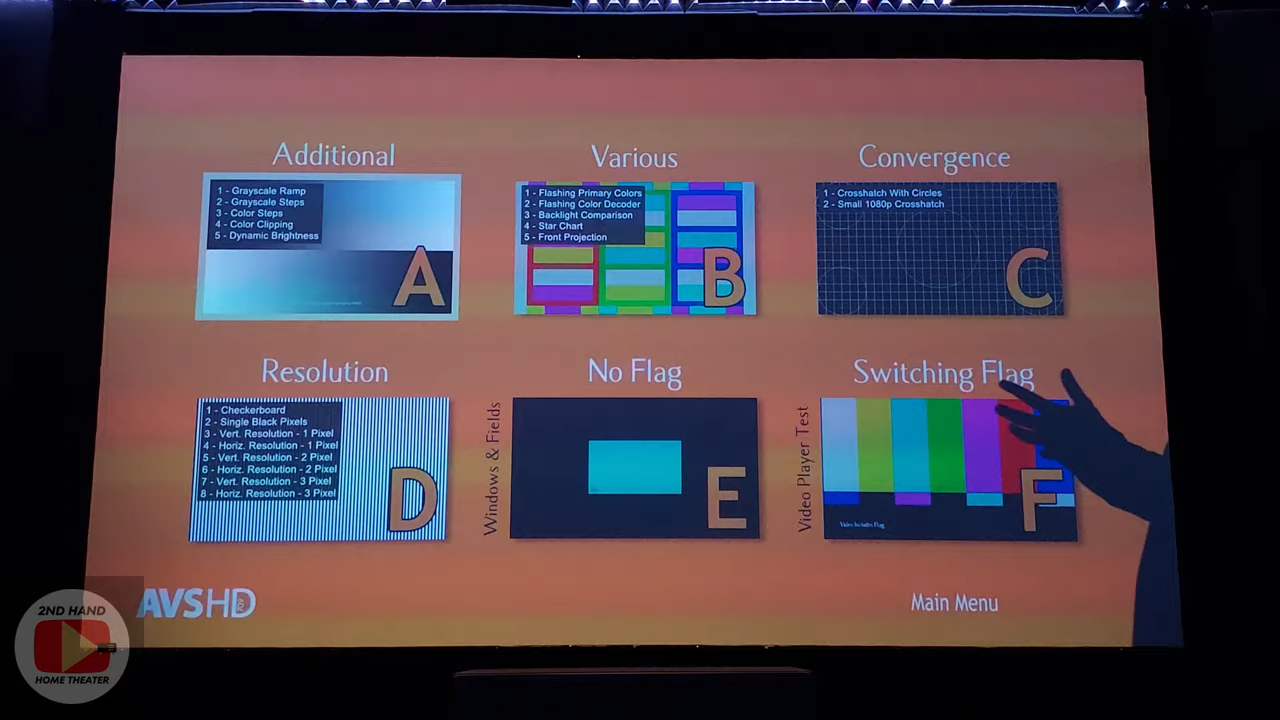 Additional
1 - Grayscale Ramp
2 - Grayscale Steps
3 - Color Steps
4 - Color Clipping
5 - Dynamic Brightness
A
Various
1 - Flashing Primary Colors
2 - Flashing Color Decoder
3 - Backlight Comparison
4 - Star Chart
5 - Front Projection
B
Convergence
1 - Crosshatch With Circles
2 - Small 1080p Crosshatch
C
Resolution
1 - Checkerboard
2 - Single Black Pixels
3 - Vert. Resolution - 1 Pixel
4 - Horiz. Resolution - 1 Pixel
5 - Vert. Resolution - 2 Pixel
6 - Horiz. Resolution - 2 Pixel
7 - Vert. Resolution - 3 Pixel
8 - Horiz. Resolution - 3 Pixel
D
No Flag
Windows & Fields
E
Switching Flag
Video Player Test
Video Includes Flag
F
AVSHD
709
Main Menu
2ND HAND
HOME THEATER